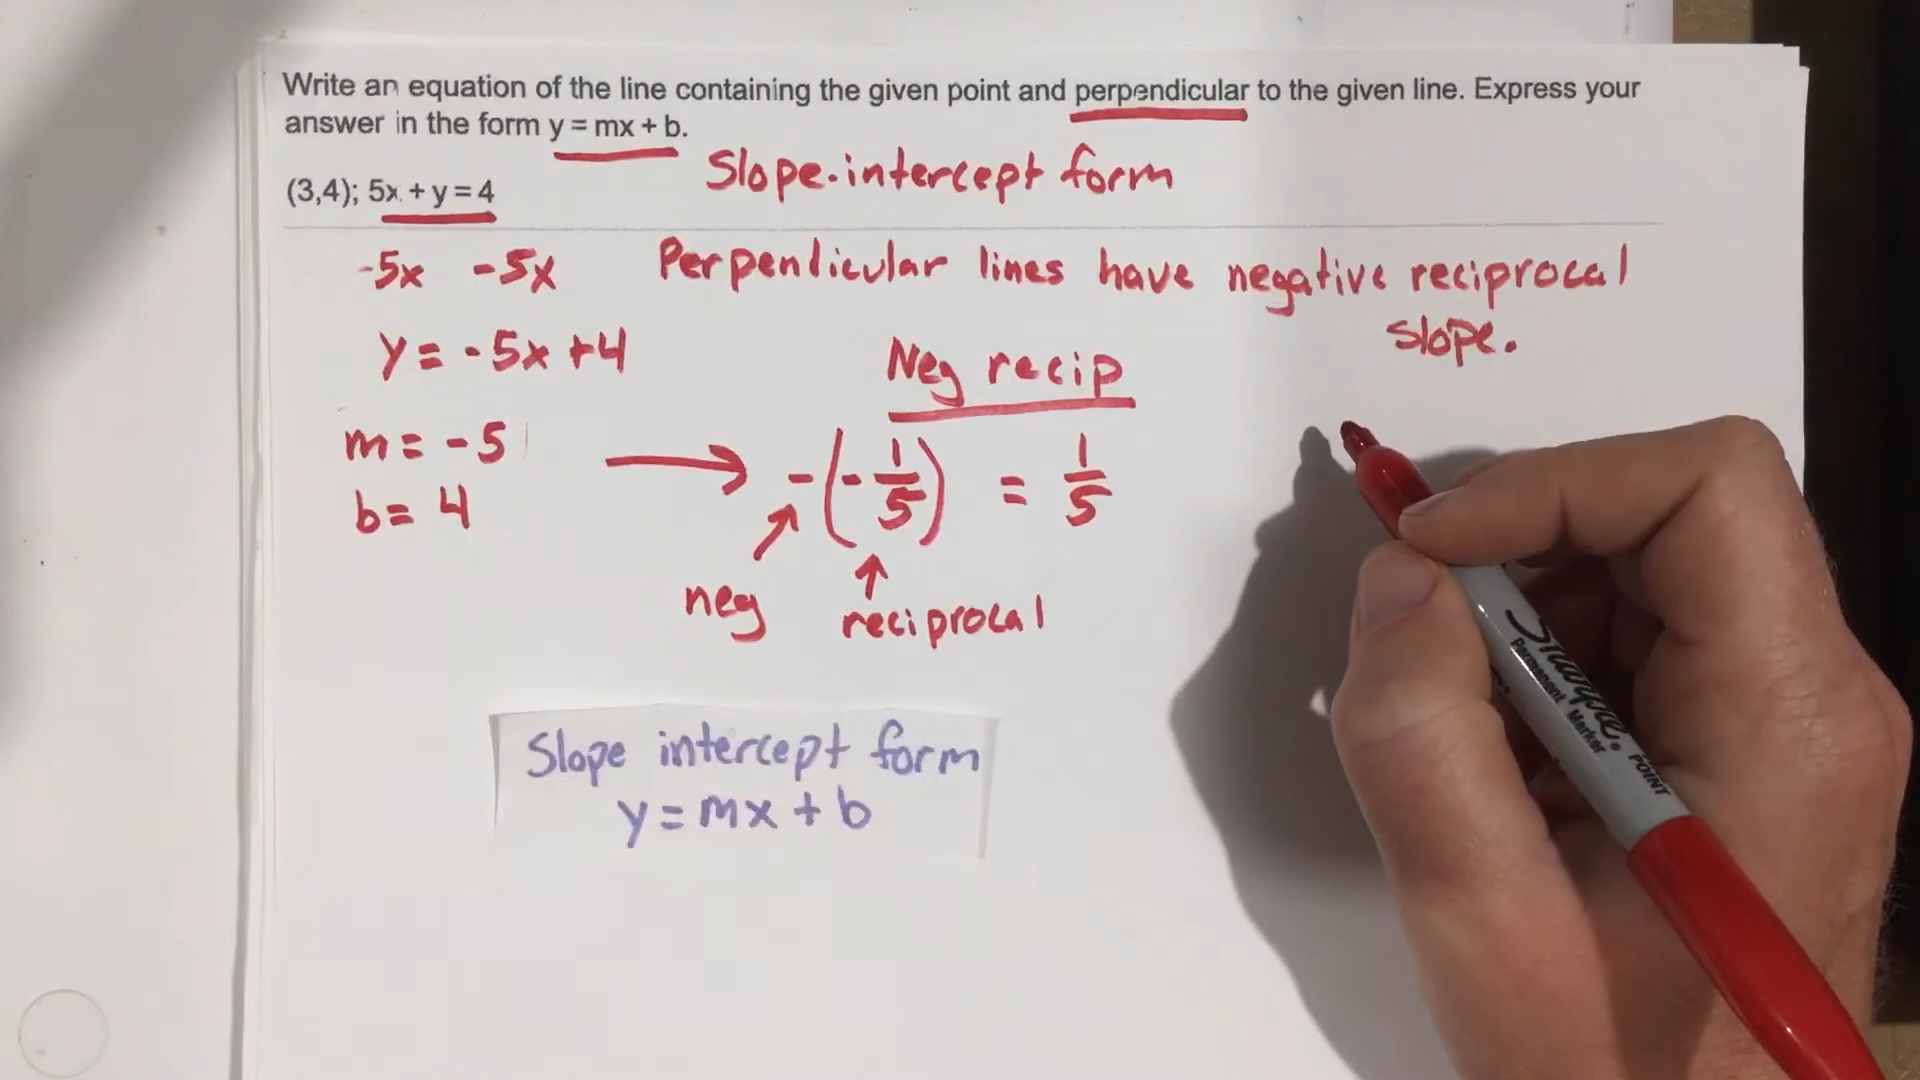 Write an equation of the line containing the given point and perpendicular to the given line. Express your
answer in the form y = mx + b.
Slope-intercept form
(3,4); 5x + y = 4
-5x -5x
Perpendicular lines have negative reciprocal
slope.
y = -5x +4
Neg recip
m = -5
b = 4
-(-1/5) = 1/5
neg
reciprocal
Slope intercept form
y = mx + b
Sharpie.
Permanent Marker
POINT